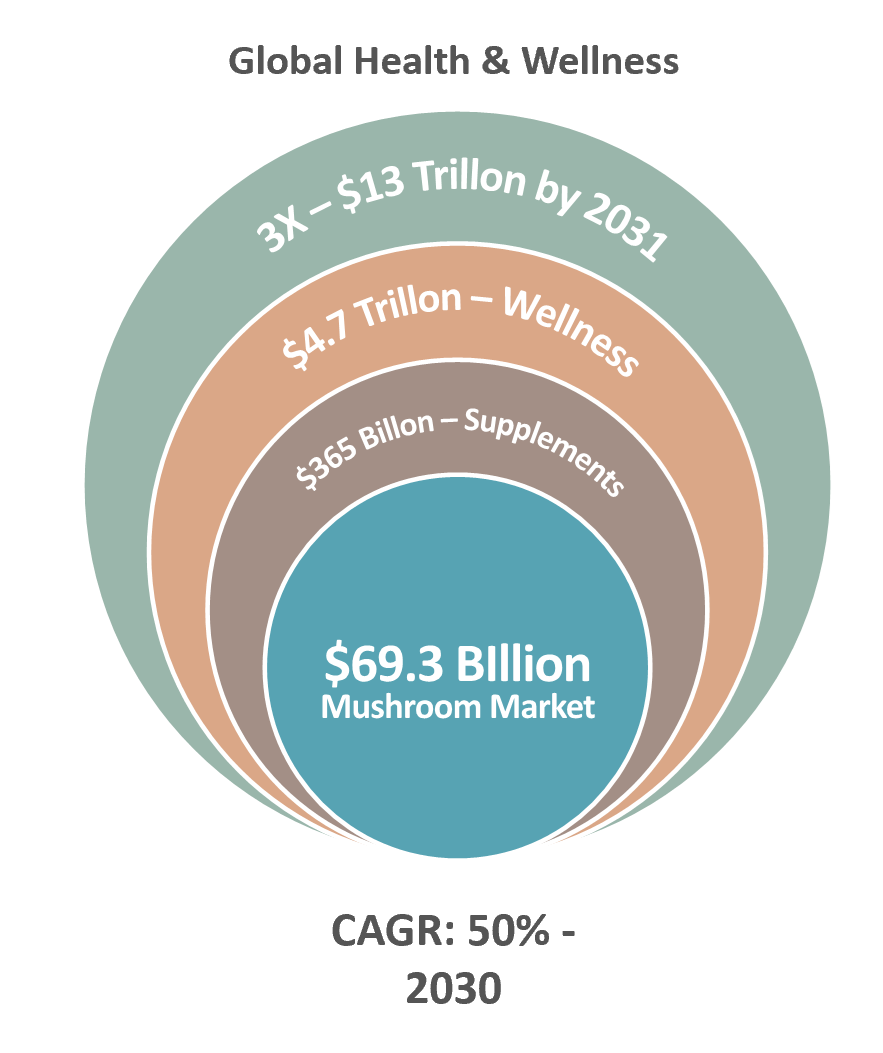 Global Health & Wellness
3X – $13 Trillon by 2031
$4.7 Trillon – Wellness
$365 Billon – Supplements
$69.3 BIllion
Mushroom Market
CAGR: 50% -
2030